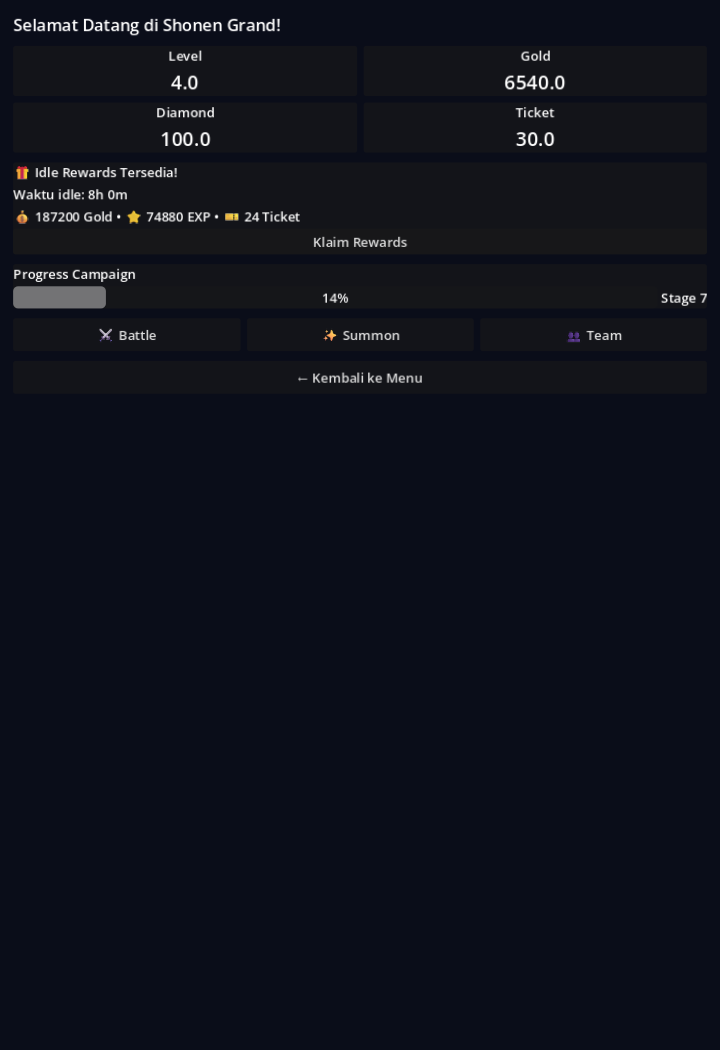 Selamat Datang di Shonen Grand!
Level
4.0
Gold
6540.0
Diamond
100.0
Ticket
30.0
🎁 Idle Rewards Tersedia!
Waktu idle: 8h 0m
💰 187200 Gold • ⭐ 74880 EXP • 🎫 24 Ticket
Klaim Rewards
Progress Campaign
14%
Stage 7
⚔️ Battle
✨ Summon
👥 Team
← Kembali ke Menu